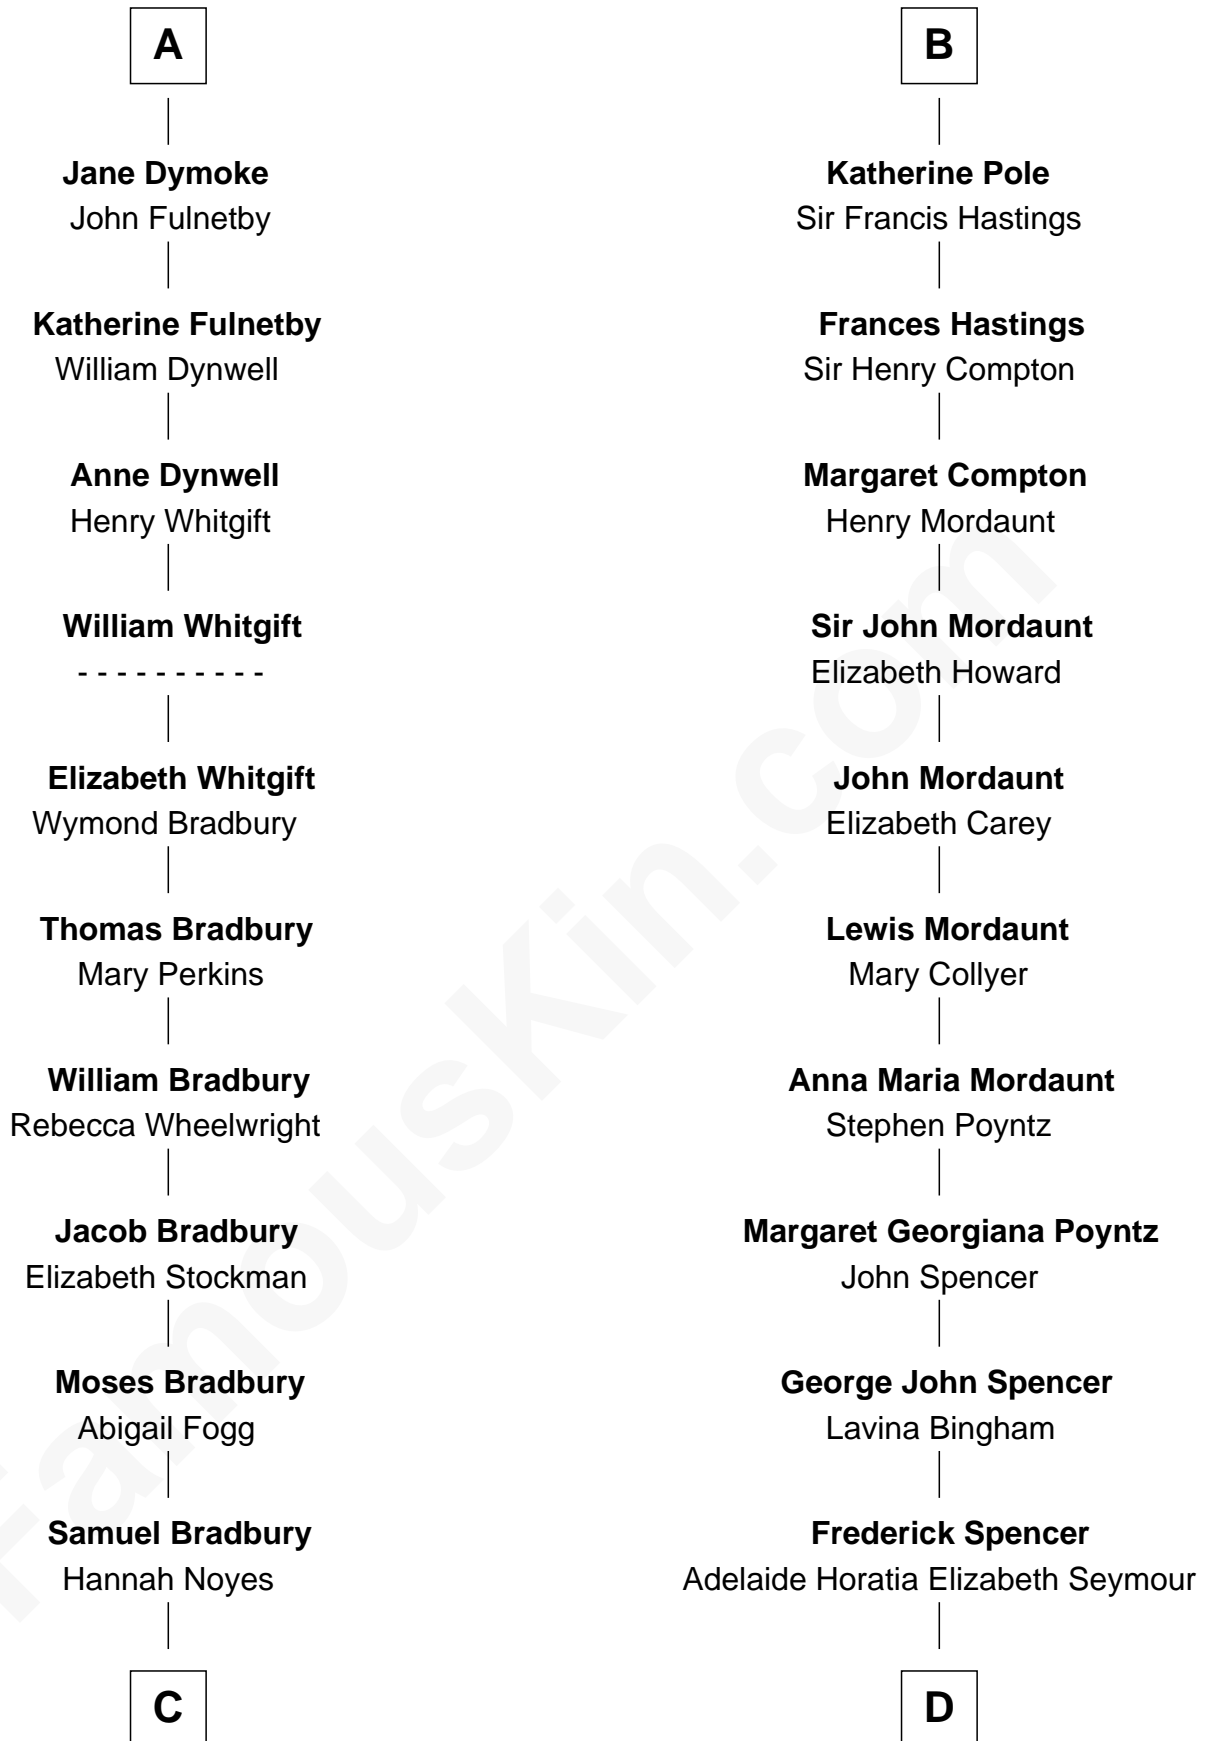 A
Jane Dymoke
John Fulnetby
Katherine Fulnetby
William Dynwell
Anne Dynwell
Henry Whitgift
William Whitgift
- - - - - - - - - -
Elizabeth Whitgift
Wymond Bradbury
Thomas Bradbury
Mary Perkins
William Bradbury
Rebecca Wheelwright
Jacob Bradbury
Elizabeth Stockman
Moses Bradbury
Abigail Fogg
Samuel Bradbury
Hannah Noyes
C
B
Katherine Pole
Sir Francis Hastings
Frances Hastings
Sir Henry Compton
Margaret Compton
Henry Mordaunt
Sir John Mordaunt
Elizabeth Howard
John Mordaunt
Elizabeth Carey
Lewis Mordaunt
Mary Collyer
Anna Maria Mordaunt
Stephen Poyntz
Margaret Georgiana Poyntz
John Spencer
George John Spencer
Lavina Bingham
Frederick Spencer
Adelaide Horatia Elizabeth Seymour
D
FamousKin.com